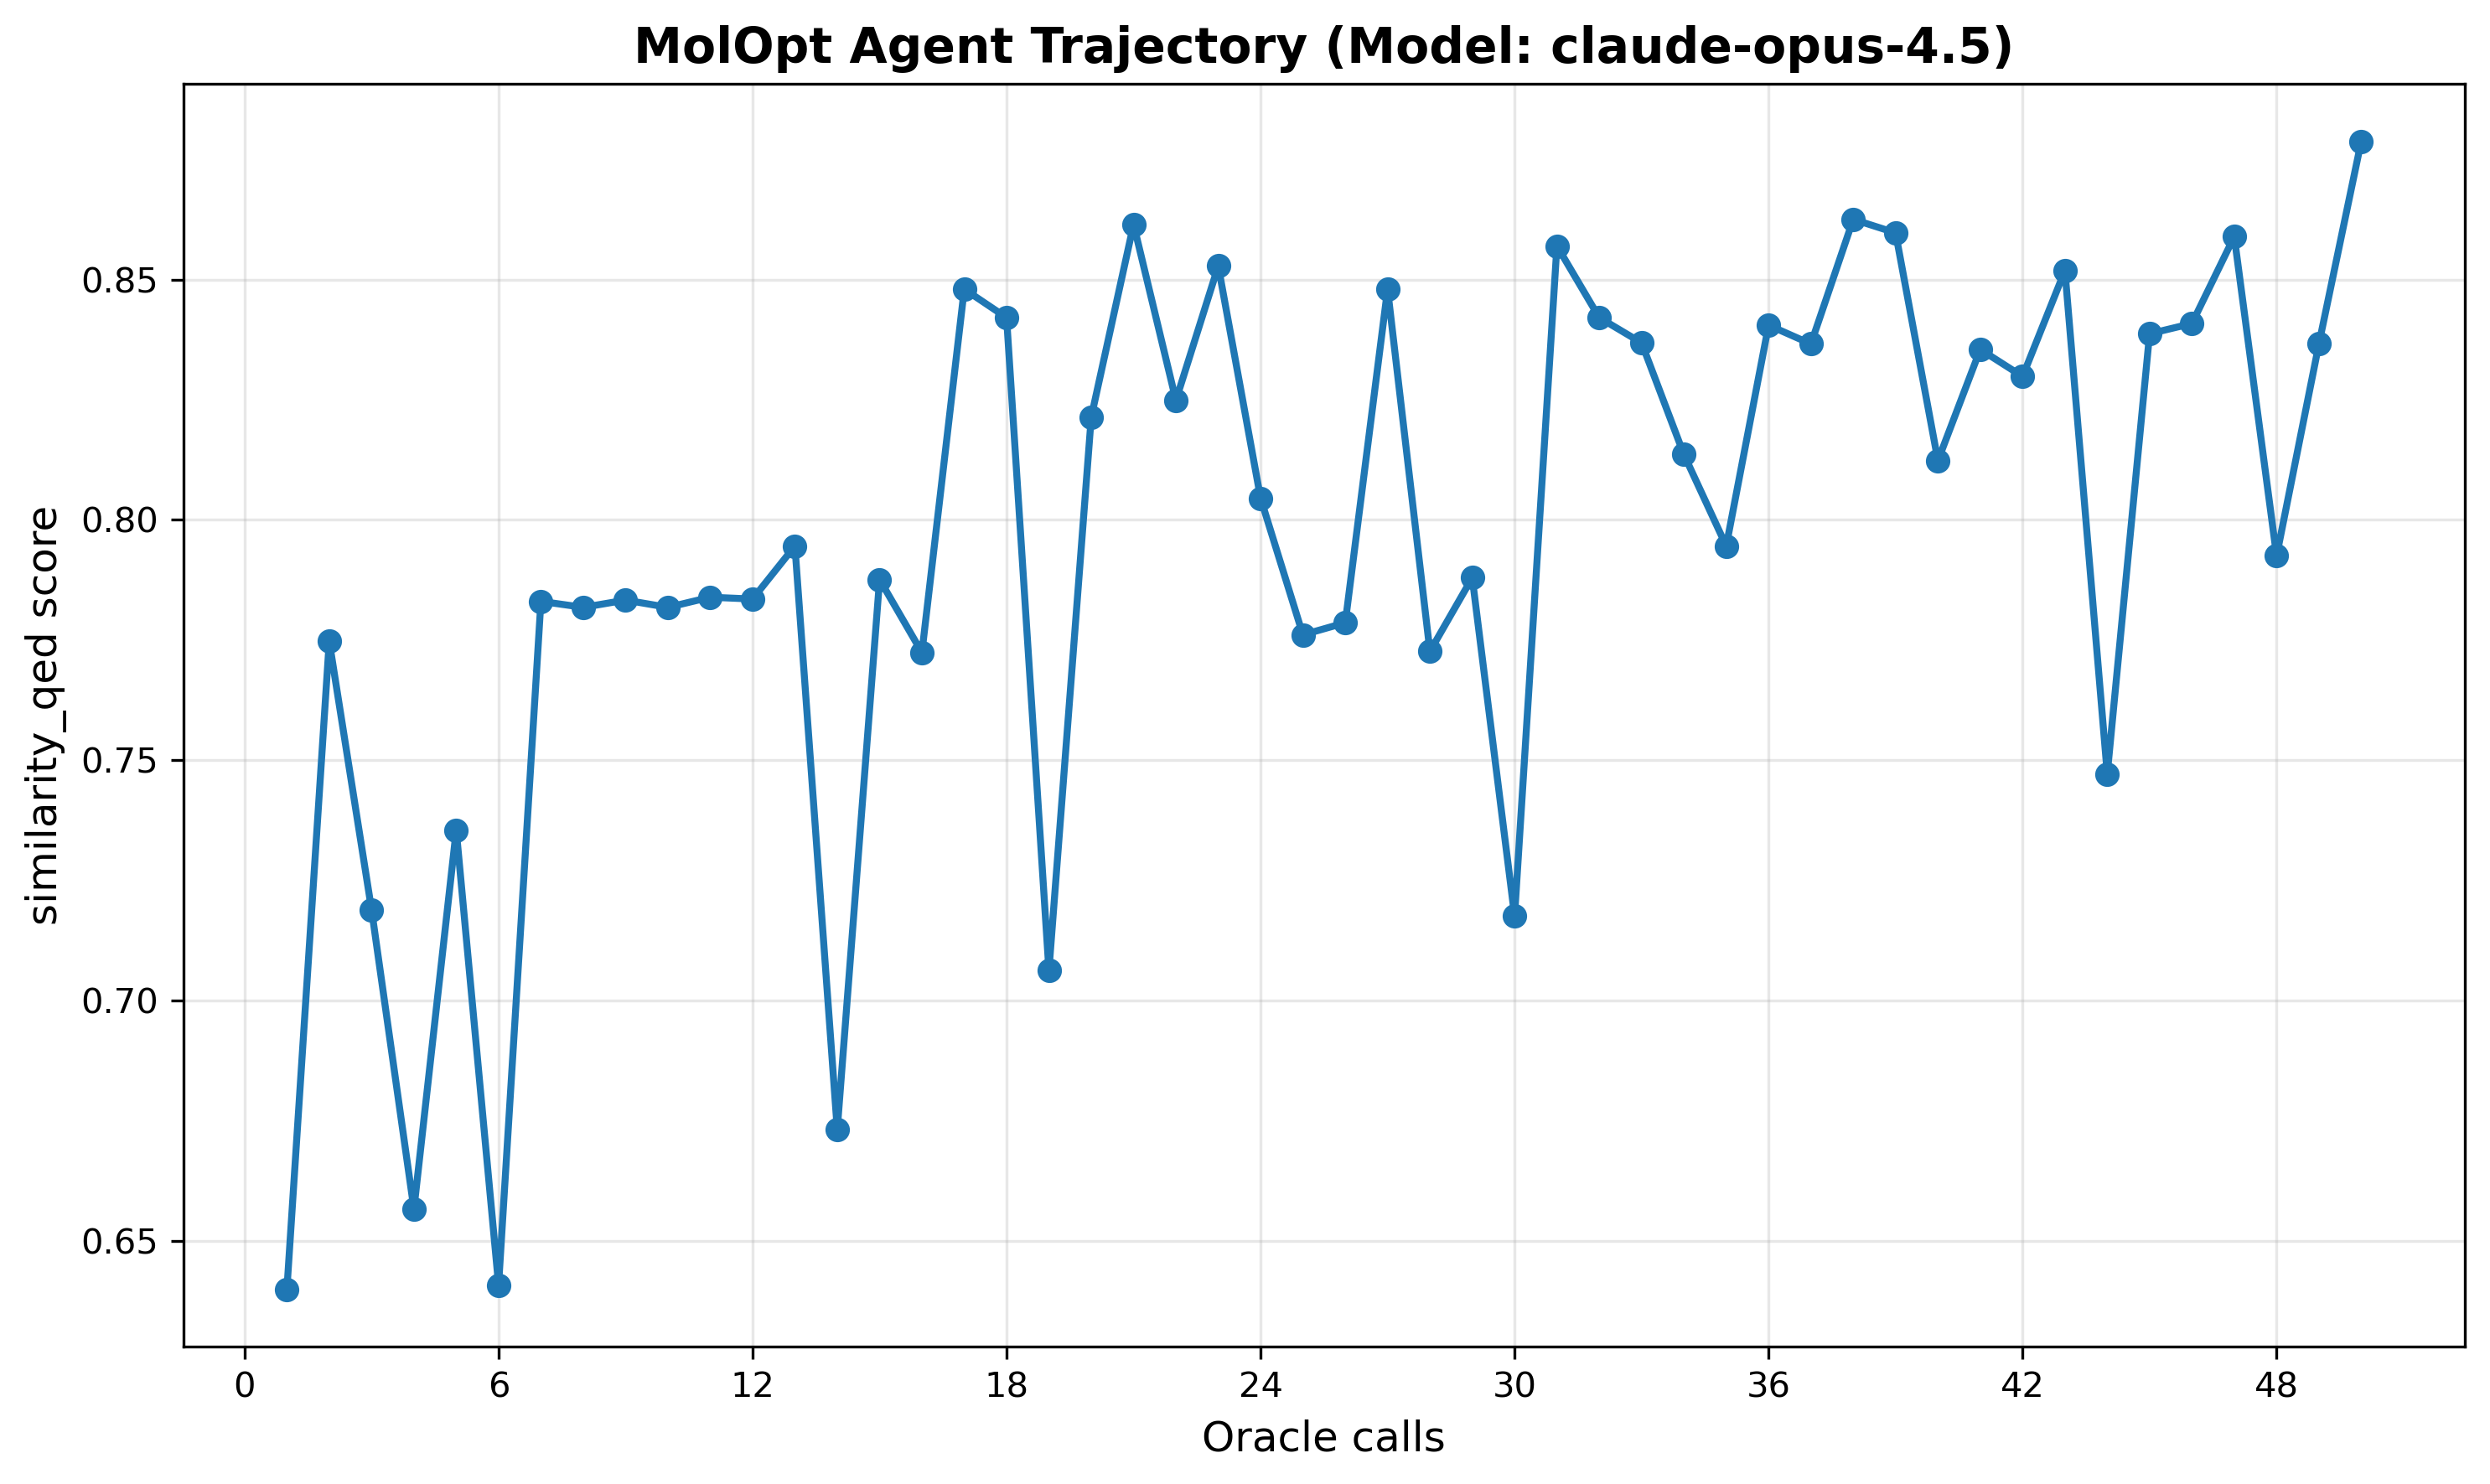 MolOpt Agent Trajectory (Model: claude-opus-4.5)
similarity_qed score
0.85
0.80
0.75
0.70
0.65
0 6 12 18 24 30 36 42 48
Oracle calls